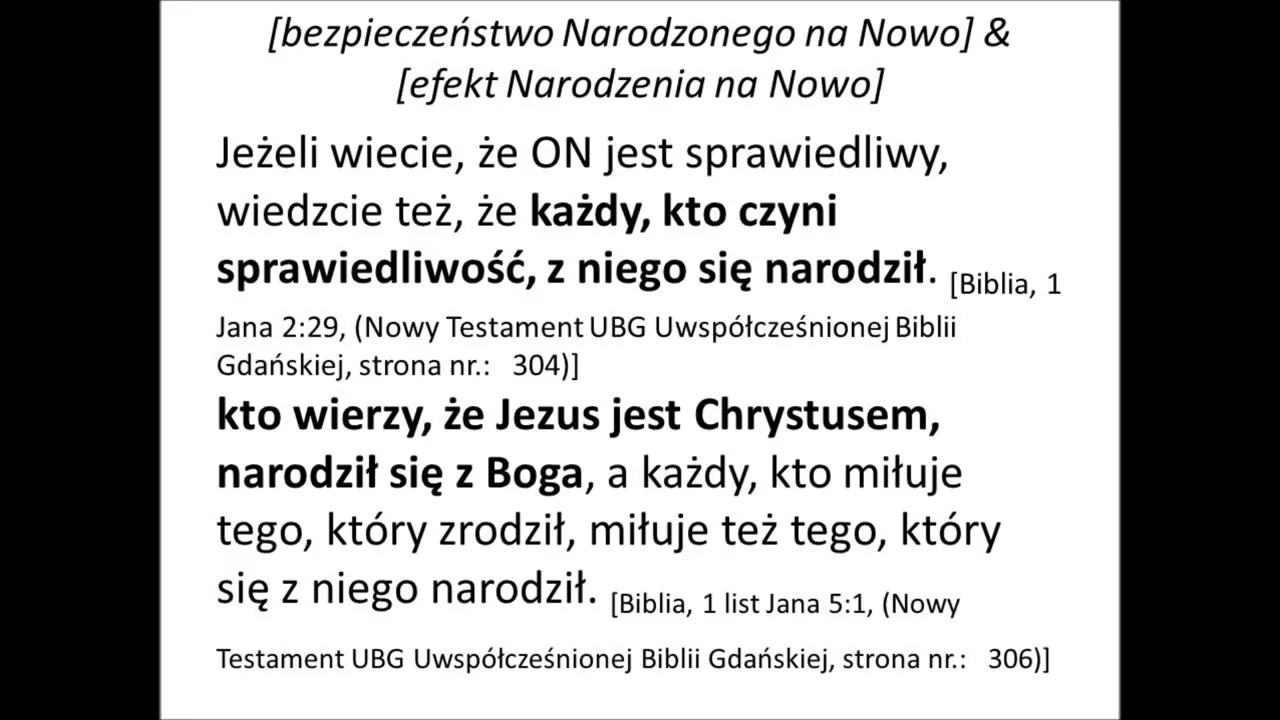 [bezpieczeństwo Narodzonego na Nowo] &
[efekt Narodzenia na Nowo]
Jeżeli wiecie, że ON jest sprawiedliwy,
wiedzcie też, że każdy, kto czyni
sprawiedliwość, z niego się narodził. [Biblia, 1
Jana 2:29, (Nowy Testament UBG Uwspółcześnionej Biblii
Gdańskiej, strona nr.: 304)]
kto wierzy, że Jezus jest Chrystusem,
narodził się z Boga, a każdy, kto miłuje
tego, który zrodził, miłuje też tego, który
się z niego narodził. [Biblia, 1 list Jana 5:1, (Nowy
Testament UBG Uwspółcześnionej Biblii Gdańskiej, strona nr.: 306)]